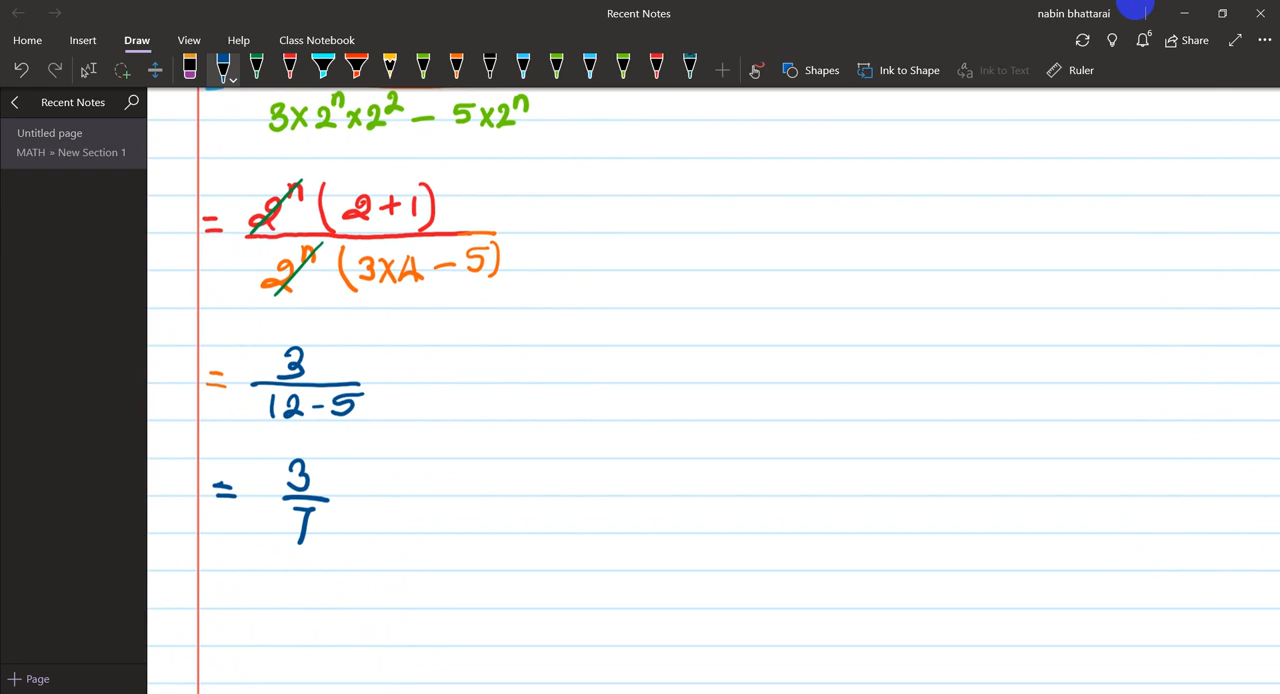 Recent Notes
nabin bhattarai
Home Insert Draw View Help Class Notebook
6 Share
Shapes Ink to Shape Ink to Text Ruler
Recent Notes
Untitled page
MATH » New Section 1
3 × 2ⁿ × 2² − 5 × 2ⁿ
= 2ⁿ (2 + 1)
2ⁿ (3 × 4 − 5)
= 3
12 − 5
= 3
7
Page